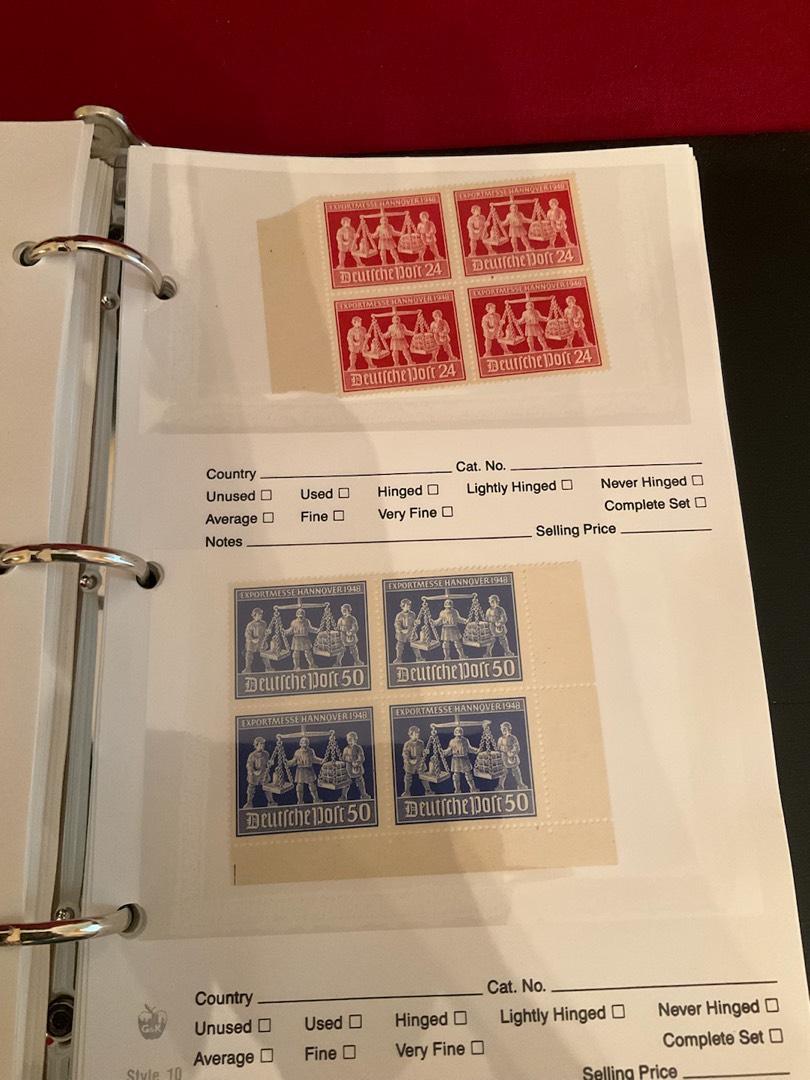 EXPORTMESSE HANNOVER 1948
Deutsche Post 24
EXPORTMESSE HANNOVER 1948
Deutsche Post 24
EXPORTMESSE HANNOVER 1948
Deutsche Post 24
EXPORTMESSE HANNOVER 1948
Deutsche Post 24
Country Cat. No.
Unused Used Hinged Lightly Hinged Never Hinged
Average Fine Very Fine Complete Set
Notes Selling Price
EXPORTMESSE HANNOVER 1948
Deutsche Post 50
EXPORTMESSE HANNOVER 1948
Deutsche Post 50
EXPORTMESSE HANNOVER 1948
Deutsche Post 50
EXPORTMESSE HANNOVER 1948
Deutsche Post 50
Country Cat. No.
G&K Unused Used Hinged Lightly Hinged Never Hinged
Average Fine Very Fine Complete Set
Style 10 Selling Price